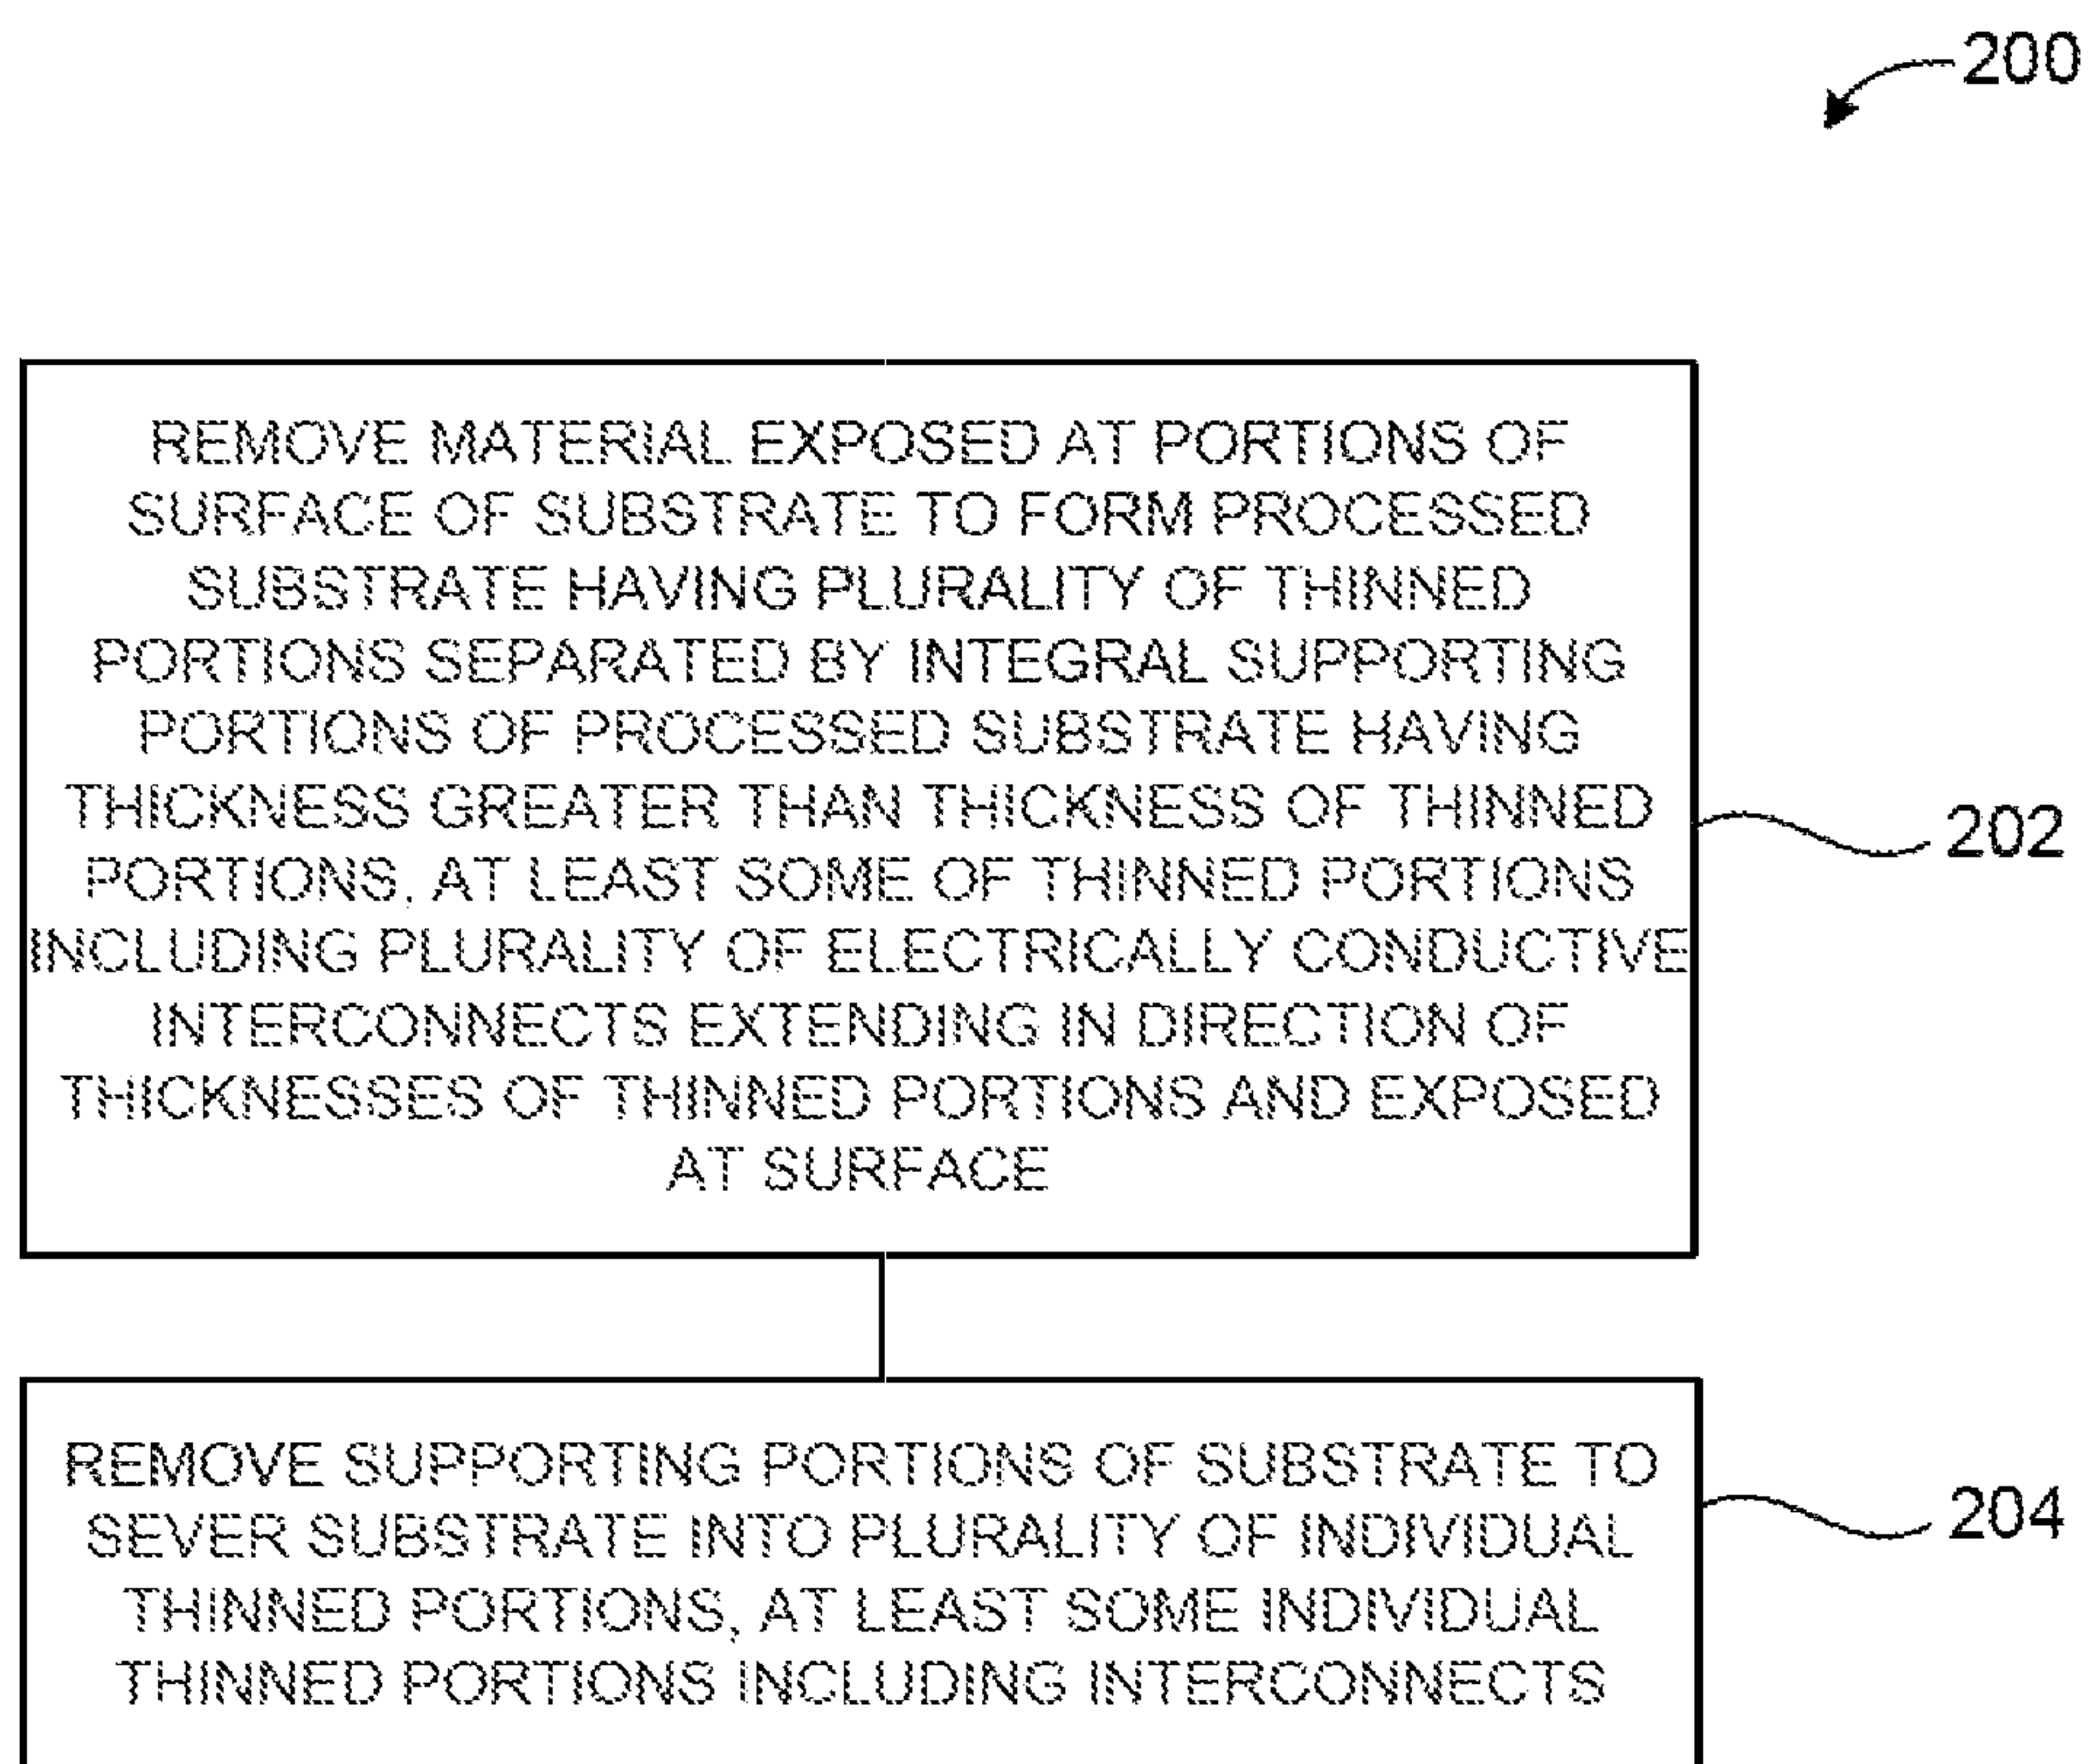 200
REMOVE MATERIAL EXPOSED AT PORTIONS OF
SURFACE OF SUBSTRATE TO FORM PROCESSED
SUBSTRATE HAVING PLURALITY OF THINNED
PORTIONS SEPARATED BY INTEGRAL SUPPORTING
PORTIONS OF PROCESSED SUBSTRATE HAVING
THICKNESS GREATER THAN THICKNESS OF THINNED
PORTIONS, AT LEAST SOME OF THINNED PORTIONS
INCLUDING PLURALITY OF ELECTRICALLY CONDUCTIVE
INTERCONNECTS EXTENDING IN DIRECTION OF
THICKNESSES OF THINNED PORTIONS AND EXPOSED
AT SURFACE
202
REMOVE SUPPORTING PORTIONS OF SUBSTRATE TO
SEVER SUBSTRATE INTO PLURALITY OF INDIVIDUAL
THINNED PORTIONS, AT LEAST SOME INDIVIDUAL
THINNED PORTIONS INCLUDING INTERCONNECTS
204